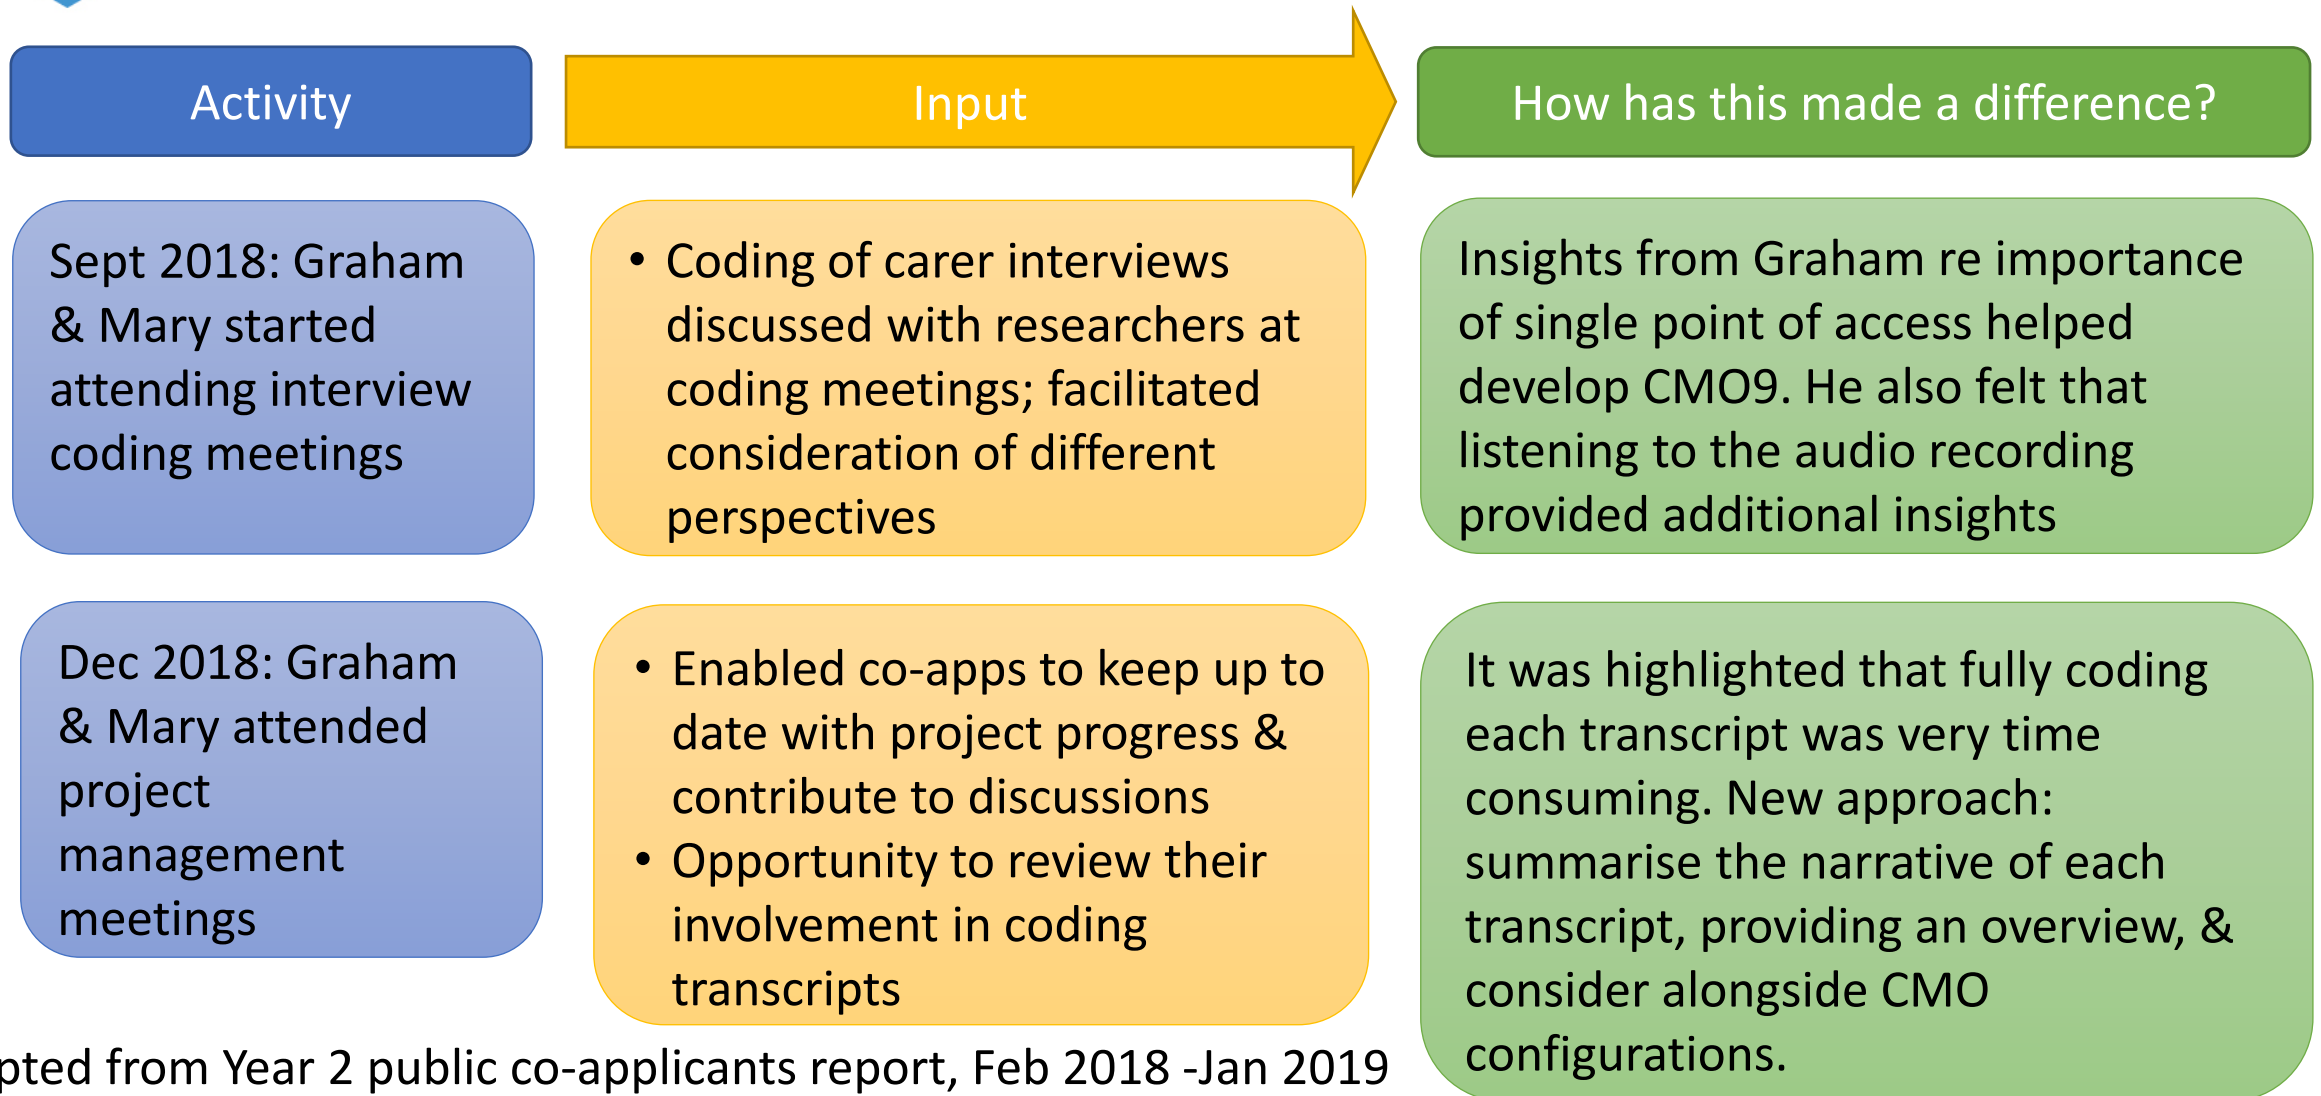 Activity
Input
How has this made a difference?
Sept 2018: Graham
& Mary started
attending interview
coding meetings
• Coding of carer interviews
discussed with researchers at
coding meetings; facilitated
consideration of different
perspectives
Insights from Graham re importance
of single point of access helped
develop CMO9. He also felt that
listening to the audio recording
provided additional insights
Dec 2018: Graham
& Mary attended
project
management
meetings
• Enabled co-apps to keep up to
date with project progress &
contribute to discussions
• Opportunity to review their
involvement in coding
transcripts
It was highlighted that fully coding
each transcript was very time
consuming. New approach:
summarise the narrative of each
transcript, providing an overview, &
consider alongside CMO
configurations.
pted from Year 2 public co-applicants report, Feb 2018 -Jan 2019